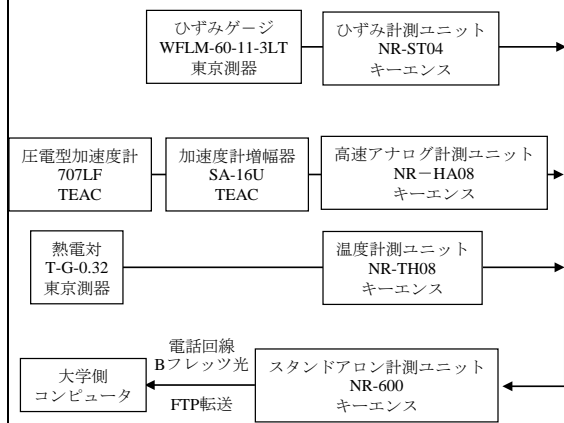 ひずみゲージ
WFLM-60-11-3LT
東京測器
ひずみ計測ユニット
NR-ST04
キーエンス
圧電型加速度計
707LF
TEAC
加速度計増幅器
SA-16U
TEAC
高速アナログ計測ユニット
NR－HA08
キーエンス
熱電対
T-G-0.32
東京測器
温度計測ユニット
NR-TH08
キーエンス
大学側
コンピュータ
電話回線
Bフレッツ光
FTP転送
スタンドアロン計測ユニット
NR-600
キーエンス